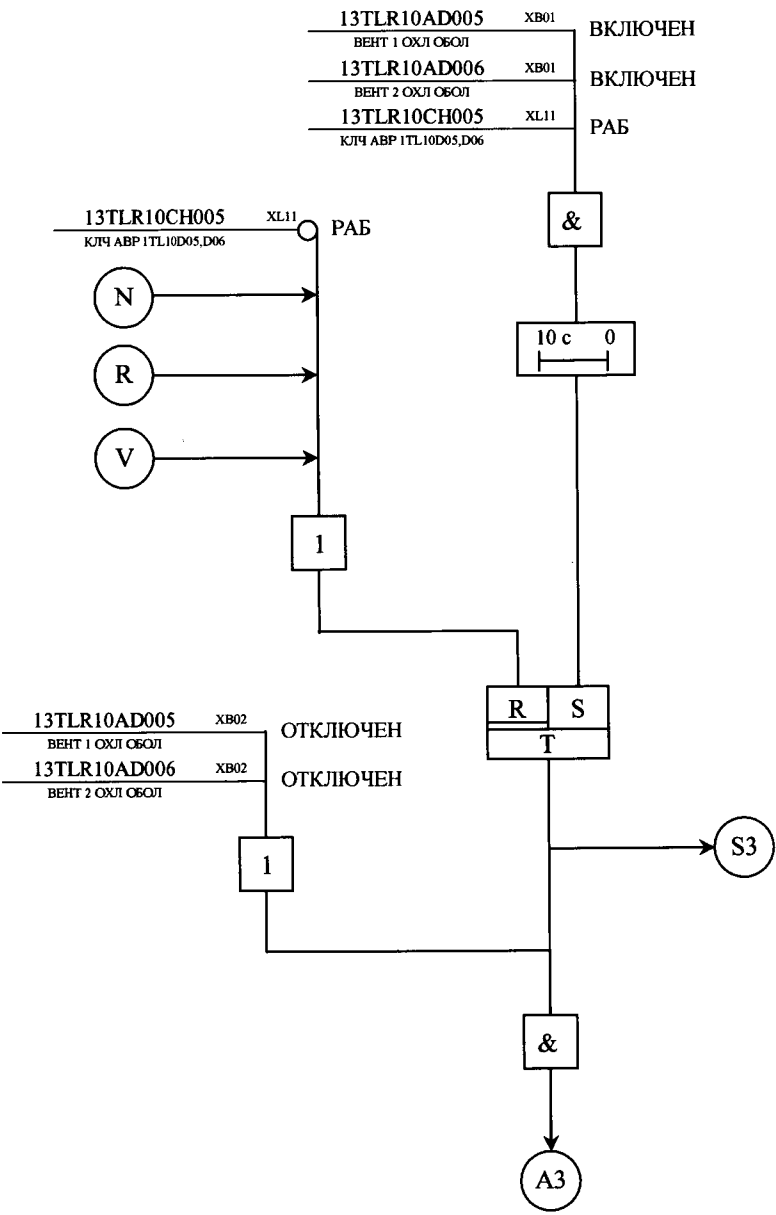 13TLR10AD005 XB01 ВКЛЮЧЕН
ВЕНТ 1 ОХЛ ОБОЛ
13TLR10AD006 XB01 ВКЛЮЧЕН
ВЕНТ 2 ОХЛ ОБОЛ
13TLR10CH005 XL11 РАБ
КЛЧ АВР 1TL10D05,D06
&
13TLR10CH005 XL11 РАБ
КЛЧ АВР 1TL10D05,D06
N
10 с 0
R
V
1
R S
T
13TLR10AD005 XB02 ОТКЛЮЧЕН
ВЕНТ 1 ОХЛ ОБОЛ
13TLR10AD006 XB02 ОТКЛЮЧЕН
ВЕНТ 2 ОХЛ ОБОЛ
S3
1
&
A3